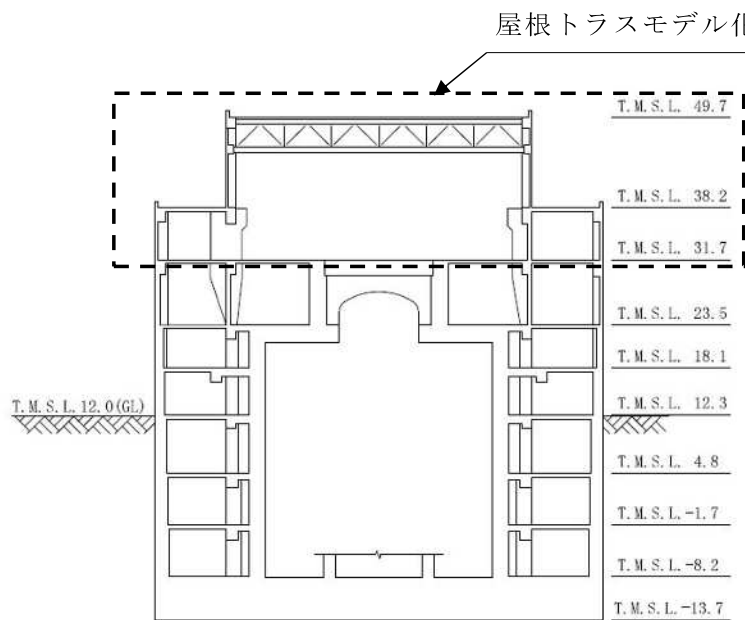 屋根トラスモデル化
T.M.S.L. 49.7
T.M.S.L. 38.2
T.M.S.L. 31.7
T.M.S.L. 23.5
T.M.S.L. 18.1
T.M.S.L.12.0(GL)
T.M.S.L. 12.3
T.M.S.L. 4.8
T.M.S.L.-1.7
T.M.S.L.-8.2
T.M.S.L.-13.7